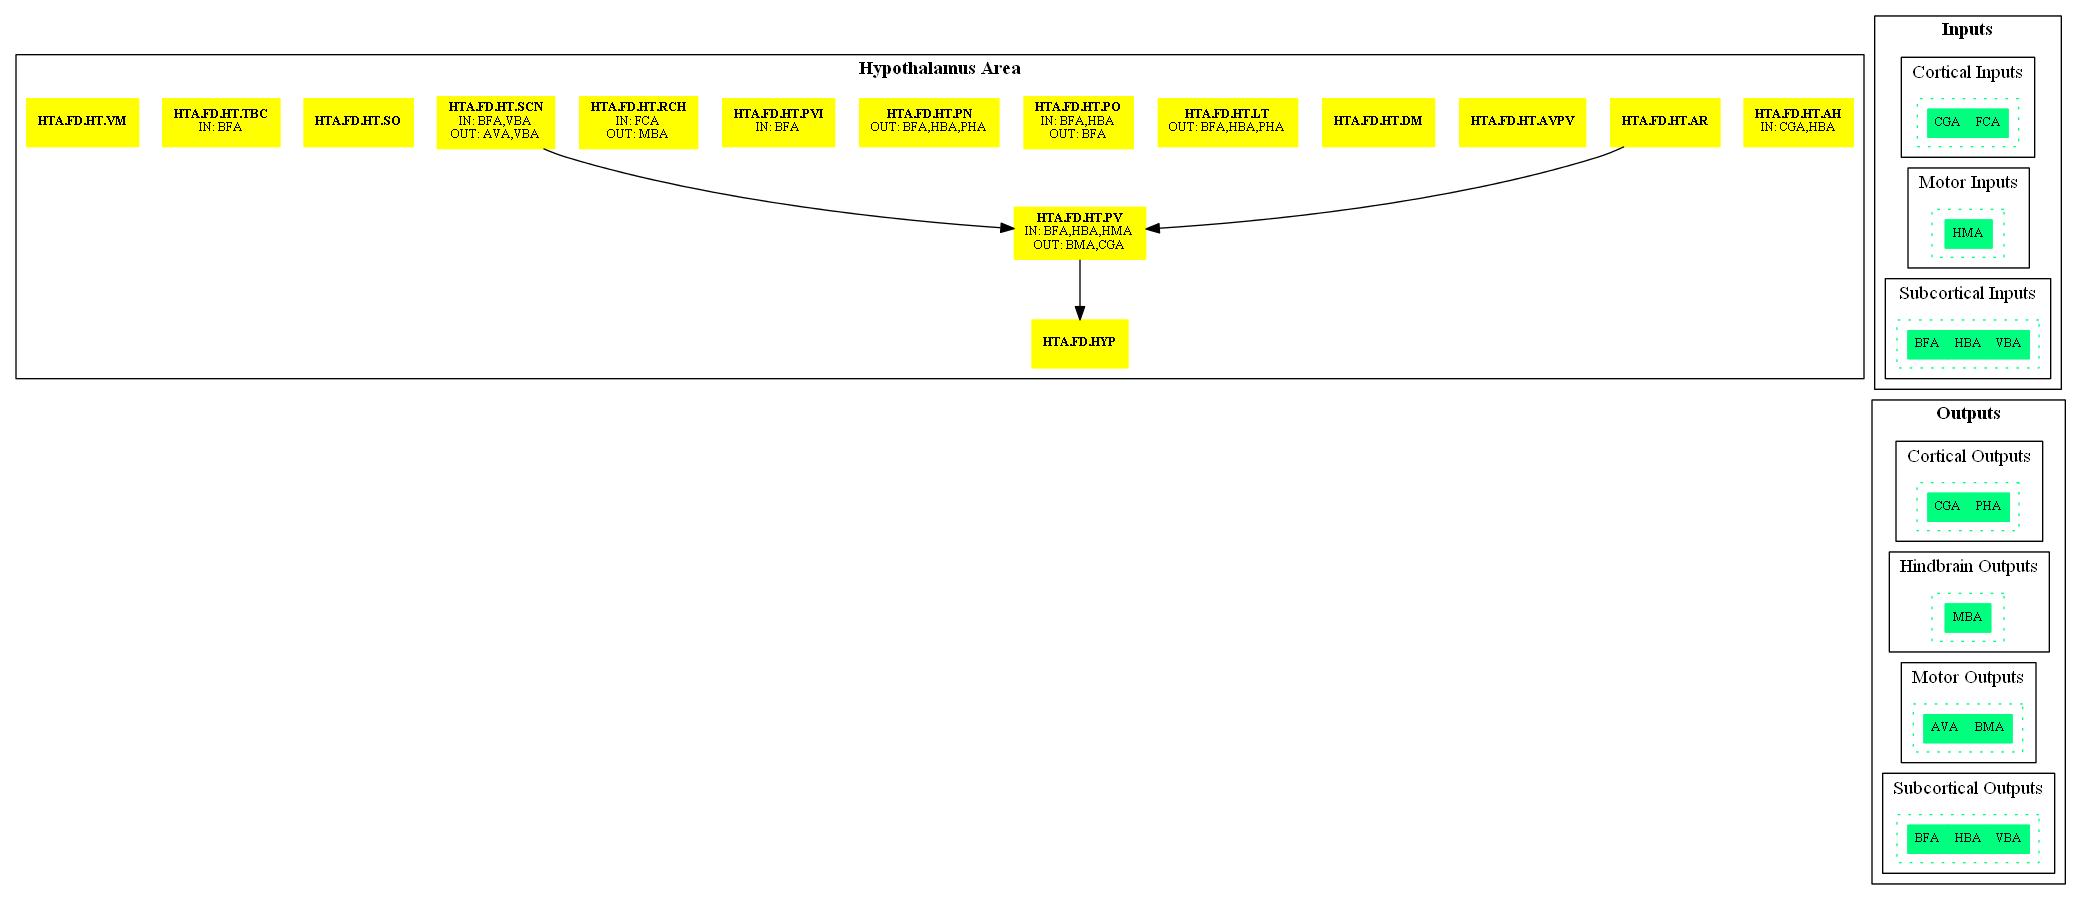 Hypothalamus Area
HTA.FD.HT.VM
HTA.FD.HT.TBC
IN: BFA
HTA.FD.HT.SO
HTA.FD.HT.SCN
IN: BFA,VBA
OUT: AVA,VBA
HTA.FD.HT.RCH
IN: FCA
OUT: MBA
HTA.FD.HT.PVI
IN: BFA
HTA.FD.HT.PN
OUT: BFA,HBA,PHA
HTA.FD.HT.PO
IN: BFA,HBA
OUT: BFA
HTA.FD.HT.LT
OUT: BFA,HBA,PHA
HTA.FD.HT.DM
HTA.FD.HT.AVPV
HTA.FD.HT.AR
HTA.FD.HT.AH
IN: CGA,HBA
HTA.FD.HT.PV
IN: BFA,HBA,HMA
OUT: BMA,CGA
HTA.FD.HYP
Inputs
Cortical Inputs
CGA FCA
Motor Inputs
HMA
Subcortical Inputs
BFA HBA VBA
Outputs
Cortical Outputs
CGA PHA
Hindbrain Outputs
MBA
Motor Outputs
AVA BMA
Subcortical Outputs
BFA HBA VBA